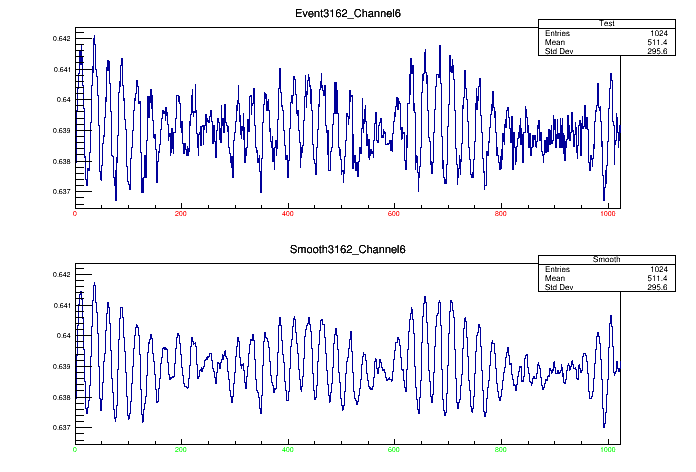 Event3162_Channel6
Test
Entries 1024
Mean 511.4
Std Dev 295.6
0.642
0.641
0.64
0.639
0.638
0.637
0 200 400 600 800 1000
Smooth3162_Channel6
Smooth
Entries 1024
Mean 511.4
Std Dev 295.6
0.642
0.641
0.64
0.639
0.638
0.637
0 200 400 600 800 1000